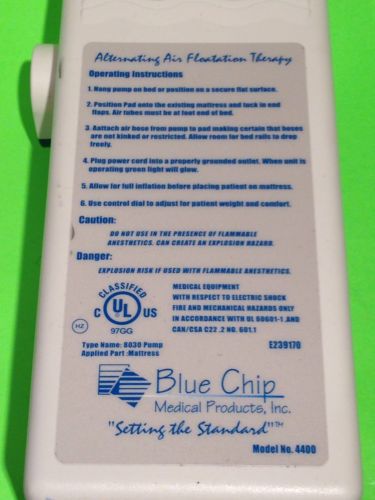 Alternating Air Floatation Therapy
Operating Instructions
1. Hang pump on bed or position on a secure flat surface.
2. Position Pad onto the existing mattress and tuck in end
flaps. Air tubes must be at foot end of bed.
3. Aattach air hose from pump to pad making certain that hoses
are not kinked or restricted. Allow room for bed rails to drop
freely.
4. Plug power cord into a properly grounded outlet. When unit is
operating green light will glow.
5. Allow for full inflation before placing patient on mattress.
6. Use control dial to adjust for patient weight and comfort.
Caution:
DO NOT USE IN THE PRESENCE OF FLAMMABLE
ANESTHETICS. CAN CREATE AN EXPLOSION HAZARD.
Danger:
EXPLOSION RISK IF USED WITH FLAMMABLE ANESTHETICS.
CLASSIFIED
C UL US
97GG
HZ
MEDICAL EQUIPMENT
WITH RESPECT TO ELECTRIC SHOCK
FIRE AND MECHANICAL HAZARDS ONLY
IN ACCORDANCE WITH UL 60601-1 ,AND
CAN/CSA C22 .2 NO. 601.1
Type Name: 8030 Pump
E239170
Applied Part :Mattress
Blue Chip
Medical Products, Inc.
"Setting the Standard"™
Model No. 4400